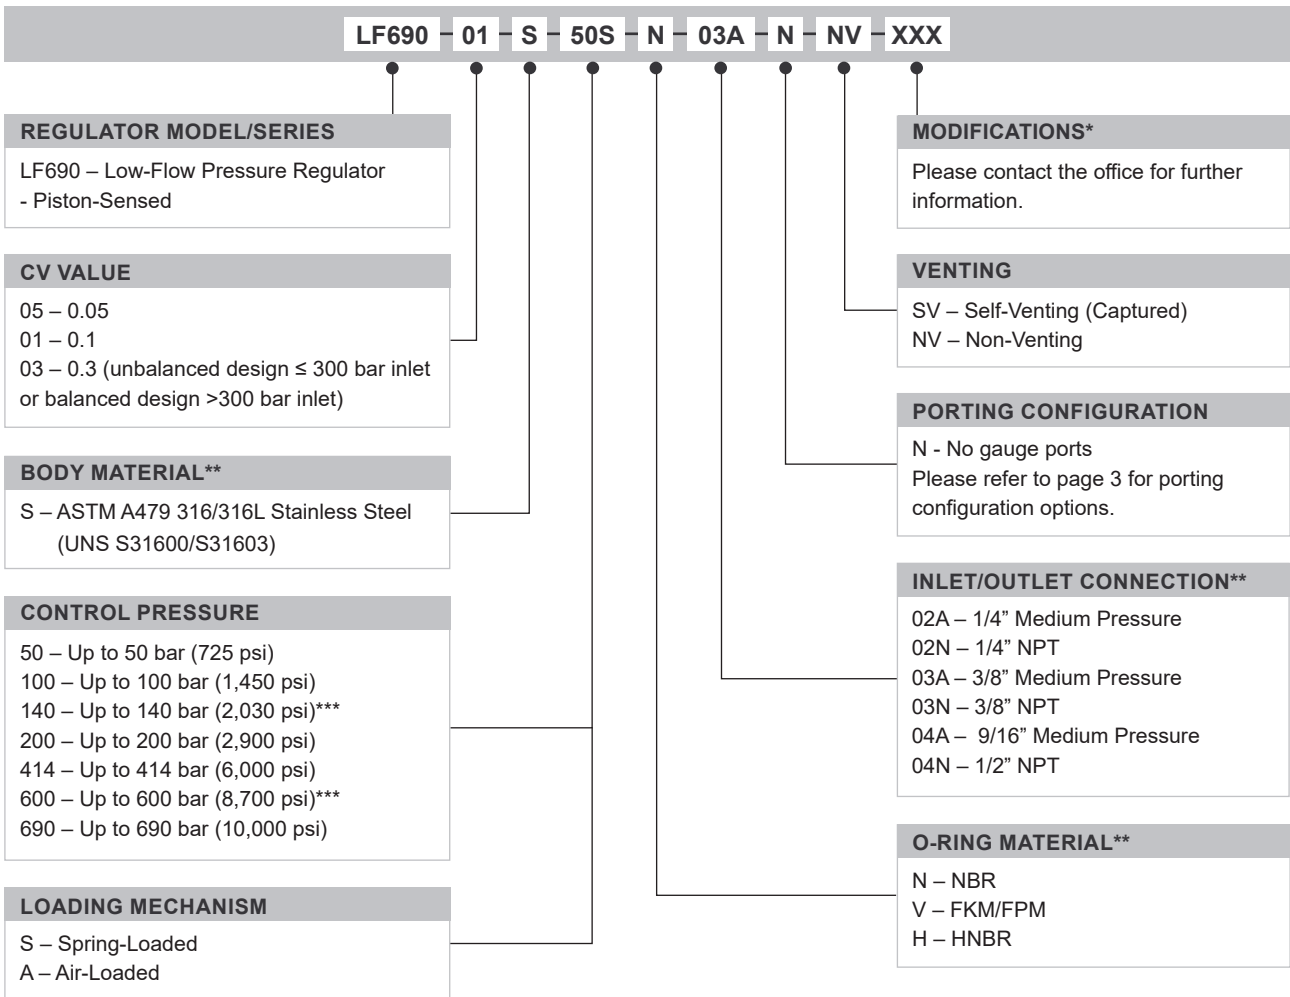 LF690 01 S 50S N 03A N NV XXX
REGULATOR MODEL/SERIES
LF690 – Low-Flow Pressure Regulator
- Piston-Sensed
CV VALUE
05 – 0.05
01 – 0.1
03 – 0.3 (unbalanced design ≤ 300 bar inlet
or balanced design >300 bar inlet)
BODY MATERIAL**
S – ASTM A479 316/316L Stainless Steel
(UNS S31600/S31603)
CONTROL PRESSURE
50 – Up to 50 bar (725 psi)
100 – Up to 100 bar (1,450 psi)
140 – Up to 140 bar (2,030 psi)***
200 – Up to 200 bar (2,900 psi)
414 – Up to 414 bar (6,000 psi)
600 – Up to 600 bar (8,700 psi)***
690 – Up to 690 bar (10,000 psi)
LOADING MECHANISM
S – Spring-Loaded
A – Air-Loaded
MODIFICATIONS*
Please contact the office for further
information.
VENTING
SV – Self-Venting (Captured)
NV – Non-Venting
PORTING CONFIGURATION
N - No gauge ports
Please refer to page 3 for porting
configuration options.
INLET/OUTLET CONNECTION**
02A – 1/4” Medium Pressure
02N – 1/4” NPT
03A – 3/8” Medium Pressure
03N – 3/8” NPT
04A – 9/16” Medium Pressure
04N – 1/2” NPT
O-RING MATERIAL**
N – NBR
V – FKM/FPM
H – HNBR